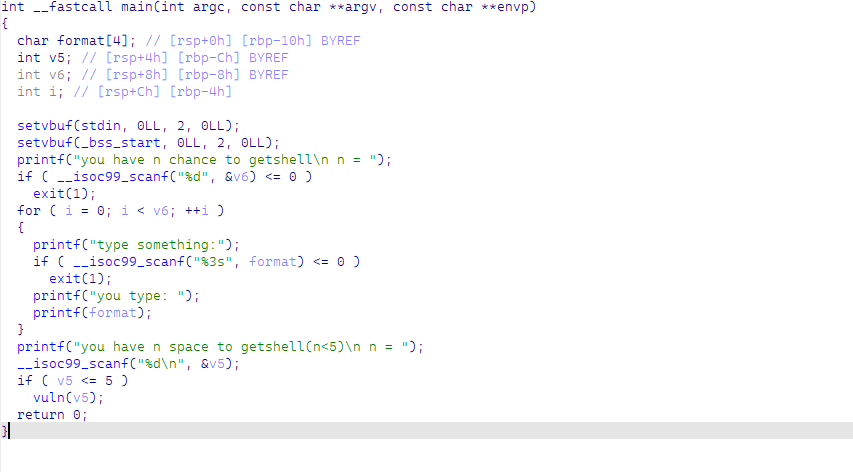 int __fastcall main(int argc, const char **argv, const char **envp)
{
  char format[4]; // [rsp+0h] [rbp-10h] BYREF
  int v5; // [rsp+4h] [rbp-Ch] BYREF
  int v6; // [rsp+8h] [rbp-8h] BYREF
  int i; // [rsp+Ch] [rbp-4h]

  setvbuf(stdin, 0LL, 2, 0LL);
  setvbuf(_bss_start, 0LL, 2, 0LL);
  printf("you have n chance to getshell\n n = ");
  if ( __isoc99_scanf("%d", &v6) <= 0 )
    exit(1);
  for ( i = 0; i < v6; ++i )
  {
    printf("type something:");
    if ( __isoc99_scanf("%3s", format) <= 0 )
      exit(1);
    printf("you type: ");
    printf(format);
  }
  printf("you have n space to getshell(n<5)\n n = ");
  __isoc99_scanf("%d\n", &v5);
  if ( v5 <= 5 )
    vuln(v5);
  return 0;
}